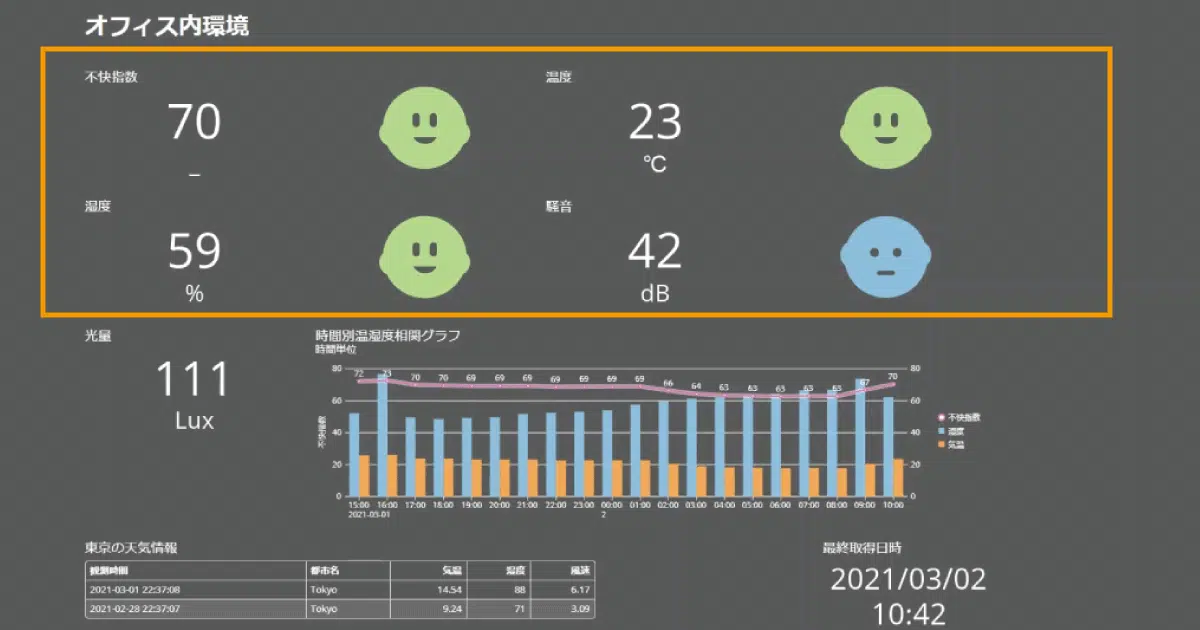 オフィス内環境
不快指数
70
–
温度
23
℃
湿度
59
%
騒音
42
dB
光量
111
Lux
時間別温湿度相関グラフ
時間単位
80
60
40
20
0
不快指数
72 73 70 70 69 69 69 69 69 69 69 66 64 63 63 63 63 63 67 70
80
60
40
20
0
15:00 16:00 17:00 18:00 19:00 20:00 21:00 22:00 23:00 00:00 01:00 02:00 03:00 04:00 05:00 06:00 07:00 08:00 09:00 10:00
2021-03-01 2
不快指数
湿度
気温
東京の天気情報
観測時間 都市名 気温 湿度 風速
2021-03-01 22:37:08 Tokyo 14.54 88 6.17
2021-02-28 22:37:07 Tokyo 9.24 71 3.09
最終取得日時
2021/03/02
10:42